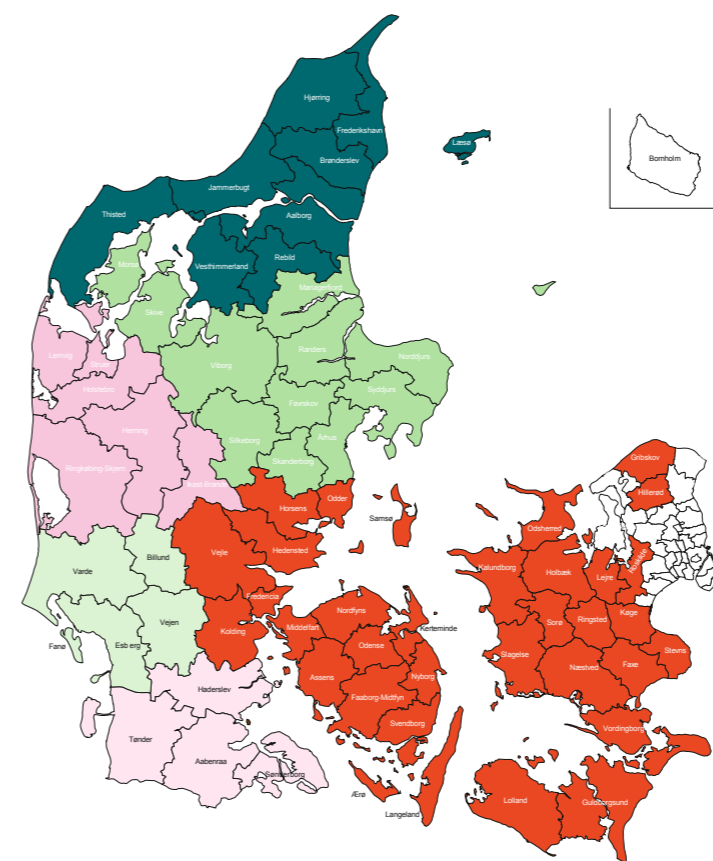 Hjørring
Frederikshavn
Læsø
Brønderslev
Bornholm
Jammerbugt
Thisted
Aalborg
Rebild
Vesthimmerland
Morsø
Mariagerfjord
Skive
Lemvig
Struer
Randers
Norddjurs
Viborg
Holstebro
Syddjurs
Favrskov
Herning
Silkeborg
Århus
Skanderborg
Ringkøbing-Skjern
Ikast-Brande
Gribskov
Hillerød
Odder
Horsens
Samsø
Odsherred
Hedensted
Vejle
Billund
Varde
Kalundborg
Holbæk
Lejre
Roskilde
Fredericia
Nordfyns
Køge
Ringsted
Sorø
Vejen
Kolding
Middelfart
Kerteminde
Esb erg
Fanø
Odense
Slagelse
Stevns
Næstved
Faxe
Assens
Nyborg
Haderslev
Faaborg-Midtfyn
Svendborg
Vordingborg
Tønder
Aabenraa
Sønderborg
Ærø
Lolland
Guldborgsund
Langeland